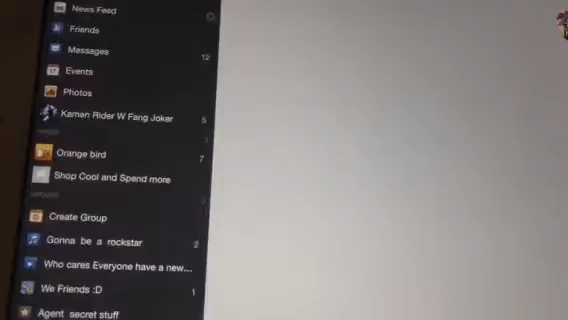 News Feed
Friends
Messages 12
Events
Photos
Kamen Rider W Fang Joker 5
Orange bird 7
Shop Cool and Spend more
Create Group
Gonna be a rockstar 2
Who cares Everyone have a new...
We Friends :D 1
Agent secret stuff